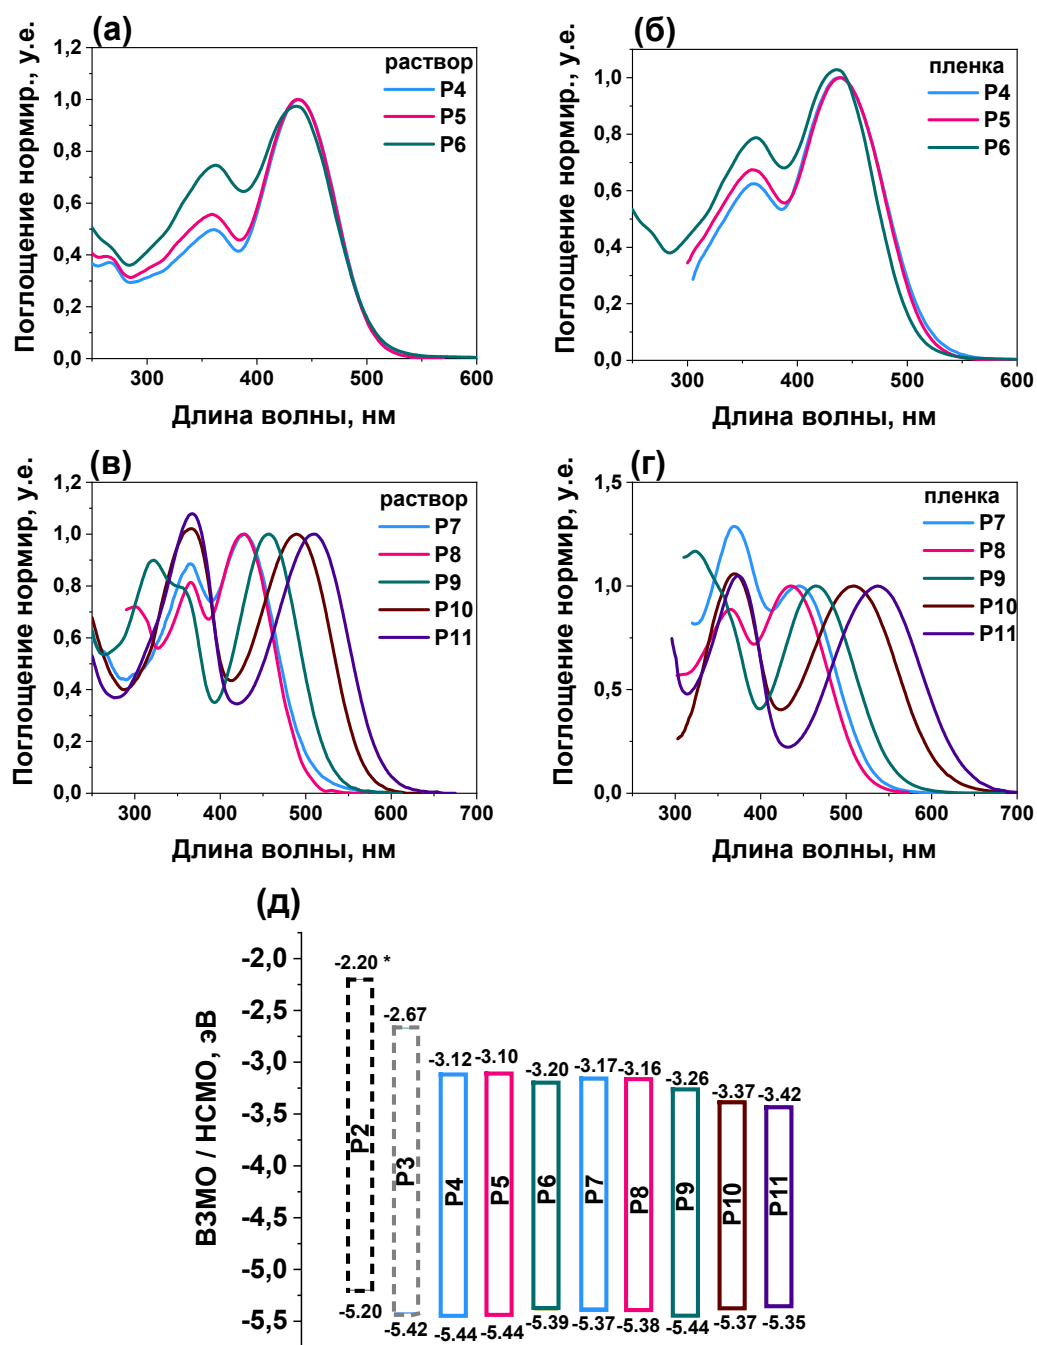 (а)
Поглощение нормир., у.е.
1,2
1,0
0,8
0,6
0,4
0,2
0,0
раствор
P4
P5
P6
300
400
500
600
Длина волны, нм
(б)
Поглощение нормир., у.е.
1,0
0,8
0,6
0,4
0,2
0,0
пленка
P4
P5
P6
300
400
500
600
Длина волны, нм
(в)
Поглощение нормир, у.е.
1,2
1,0
0,8
0,6
0,4
0,2
0,0
раствор
P7
P8
P9
P10
P11
300
400
500
600
700
Длина волны, нм
(г)
Поглощение нормир, у.е.
1,5
1,0
0,5
0,0
пленка
P7
P8
P9
P10
P11
300
400
500
600
700
Длина волны, нм
(д)
ВЗМО / НСМО, эВ
-2,0
-2,5
-3,0
-3,5
-4,0
-4,5
-5,0
-5,5
-2.20 *
P2
-5.20
-2.67
P3
-5.42
-3.12
P4
-5.44
-3.10
P5
-5.44
-3.20
P6
-5.39
-3.17
P7
-5.37
-3.16
P8
-5.38
-3.26
P9
-5.44
-3.37
P10
-5.37
-3.42
P11
-5.35